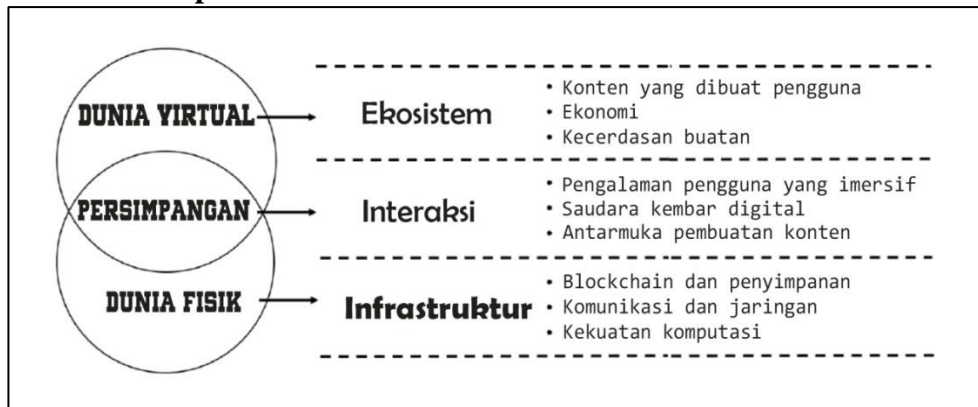 DUNIA VIRTUAL
Ekosistem
• Konten yang dibuat pengguna
• Ekonomi
• Kecerdasan buatan
PERSIMPANGAN
Interaksi
• Pengalaman pengguna yang imersif
• Saudara kembar digital
• Antarmuka pembuatan konten
DUNIA FISIK
Infrastruktur
• Blockchain dan penyimpanan
• Komunikasi dan jaringan
• Kekuatan komputasi